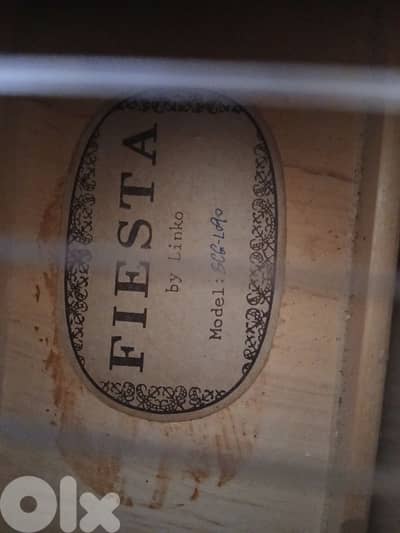 FIESTA
by Linko
Model: SCG-L090
OLX